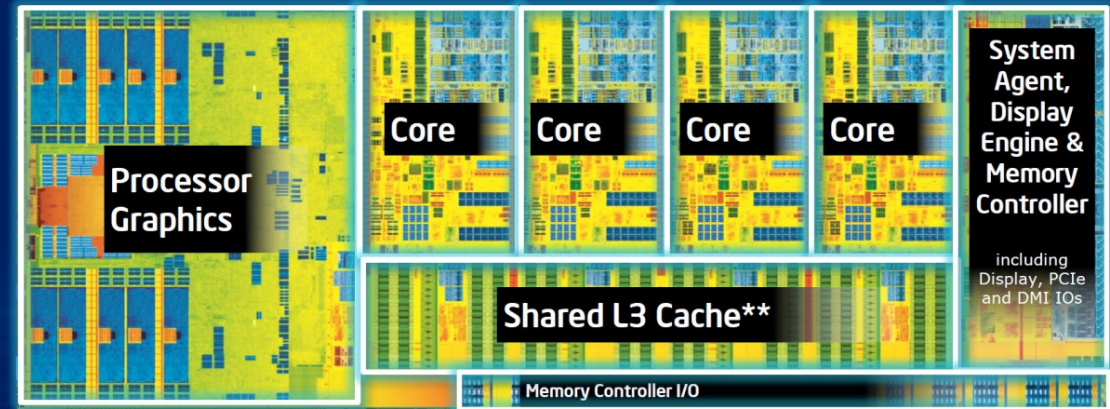 Processor
Graphics
Core
Core
Core
Core
System
Agent,
Display
Engine &
Memory
Controller
including
Display, PCIe
and DMI IOs
Shared L3 Cache**
Memory Controller I/O